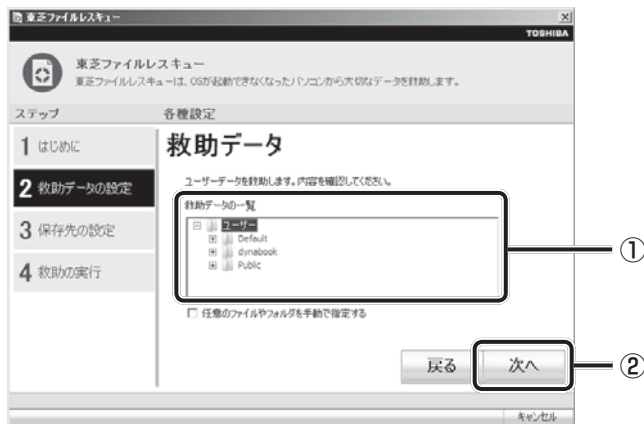 東芝ファイルレスキュー
TOSHIBA
東芝ファイルレスキュー
東芝ファイルレスキューは、OSが起動できなくなったパソコンから大切なデータを救助します。
ステップ
各種設定
1 はじめに
2 救助データの設定
3 保存先の設定
4 救助の実行
救助データ
ユーザーデータを救助します。内容を確認してください。
救助データの一覧
ユーザー
Default
dynabook
Public
①
任意のファイルやフォルダを手動で指定する
戻る
次へ
②
キャンセル